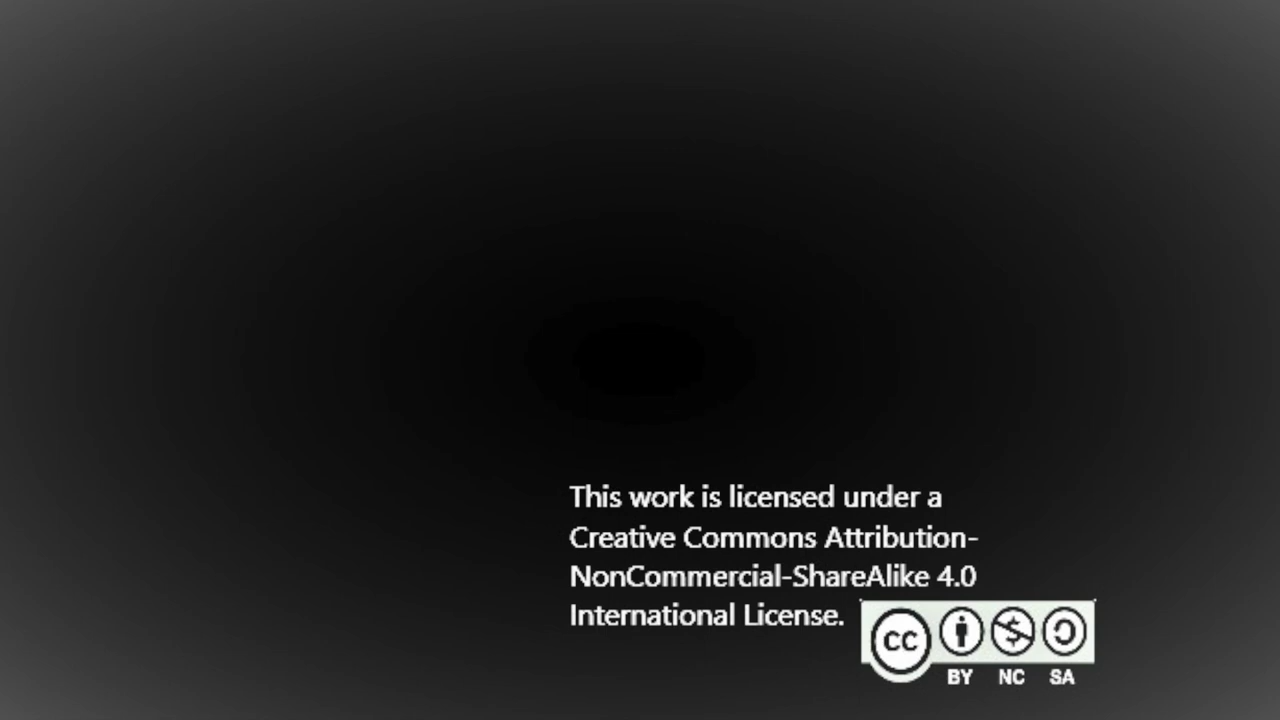 This work is licensed under a
Creative Commons Attribution-
NonCommercial-ShareAlike 4.0
International License.
cc
BY NC SA